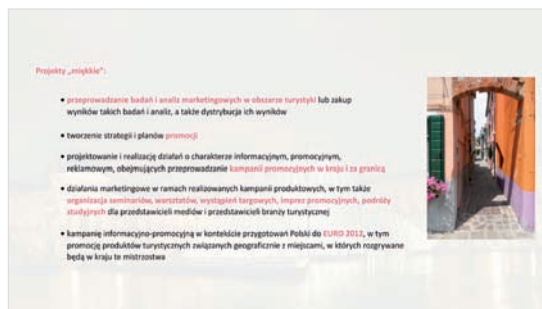 Projekty „miękkie":
• przeprowadzanie badań i analiz marketingowych w obszarze turystyki lub zakup
wyników takich badań i analiz, a także dystrybucja ich wyników
• tworzenie strategii i planów promocji
• projektowanie i realizację działań o charakterze informacyjnym, promocyjnym,
reklamowym, obejmujących przeprowadzanie kampanii promocyjnych w kraju i za granicą
• działania marketingowe w ramach realizowanych kampanii produktowych, w tym także
organizacja seminariów, warsztatów, wystąpień targowych, imprez promocyjnych, podróży
studyjnych dla przedstawicieli mediów i przedstawicieli branży turystycznej
• kampanię informacyjno-promocyjną w kontekście przygotowań Polski do EURO 2012, w tym
promocję produktów turystycznych związanych geograficznie z miejscami, w których rozgrywane
będą w kraju te mistrzostwa